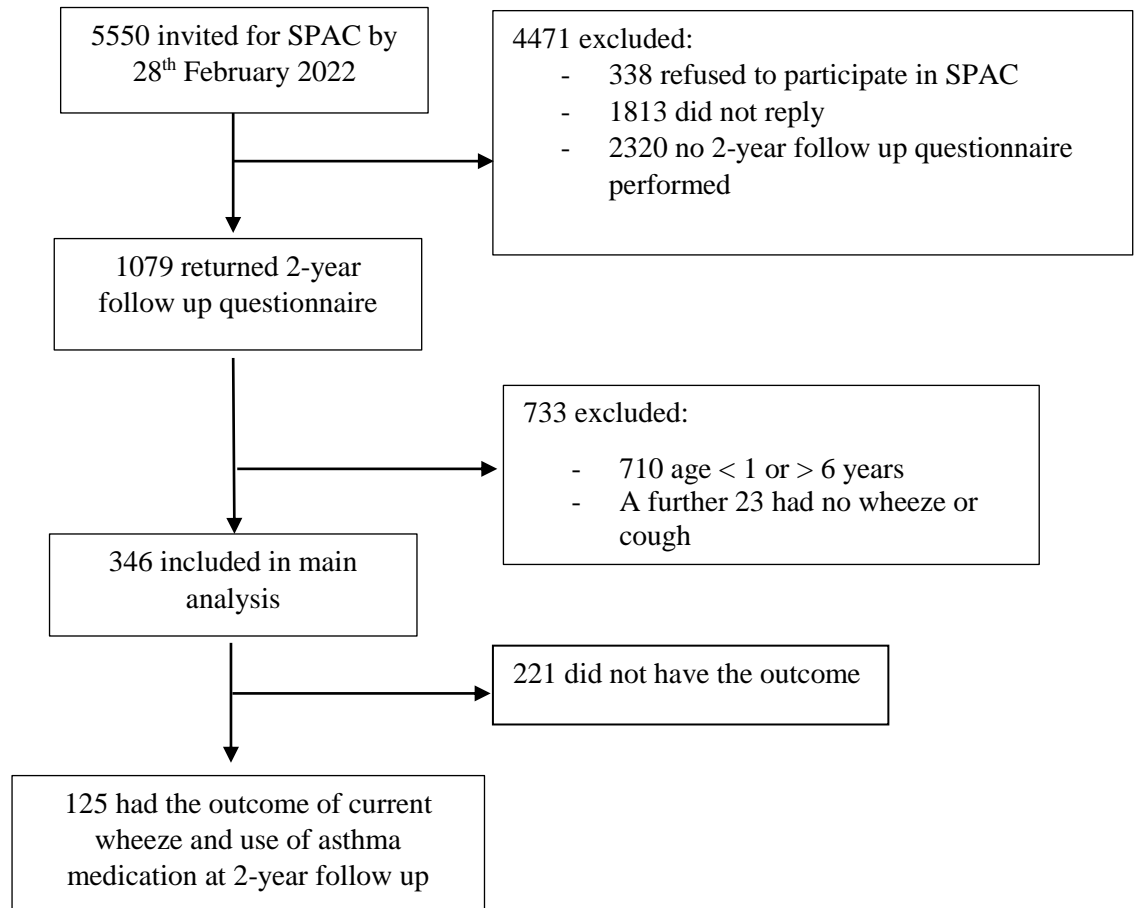 5550 invited for SPAC by
28th February 2022
4471 excluded:
- 338 refused to participate in SPAC
- 1813 did not reply
- 2320 no 2-year follow up questionnaire
performed
1079 returned 2-year
follow up questionnaire
733 excluded:
- 710 age < 1 or > 6 years
- A further 23 had no wheeze or
cough
346 included in main
analysis
221 did not have the outcome
125 had the outcome of current
wheeze and use of asthma
medication at 2-year follow up